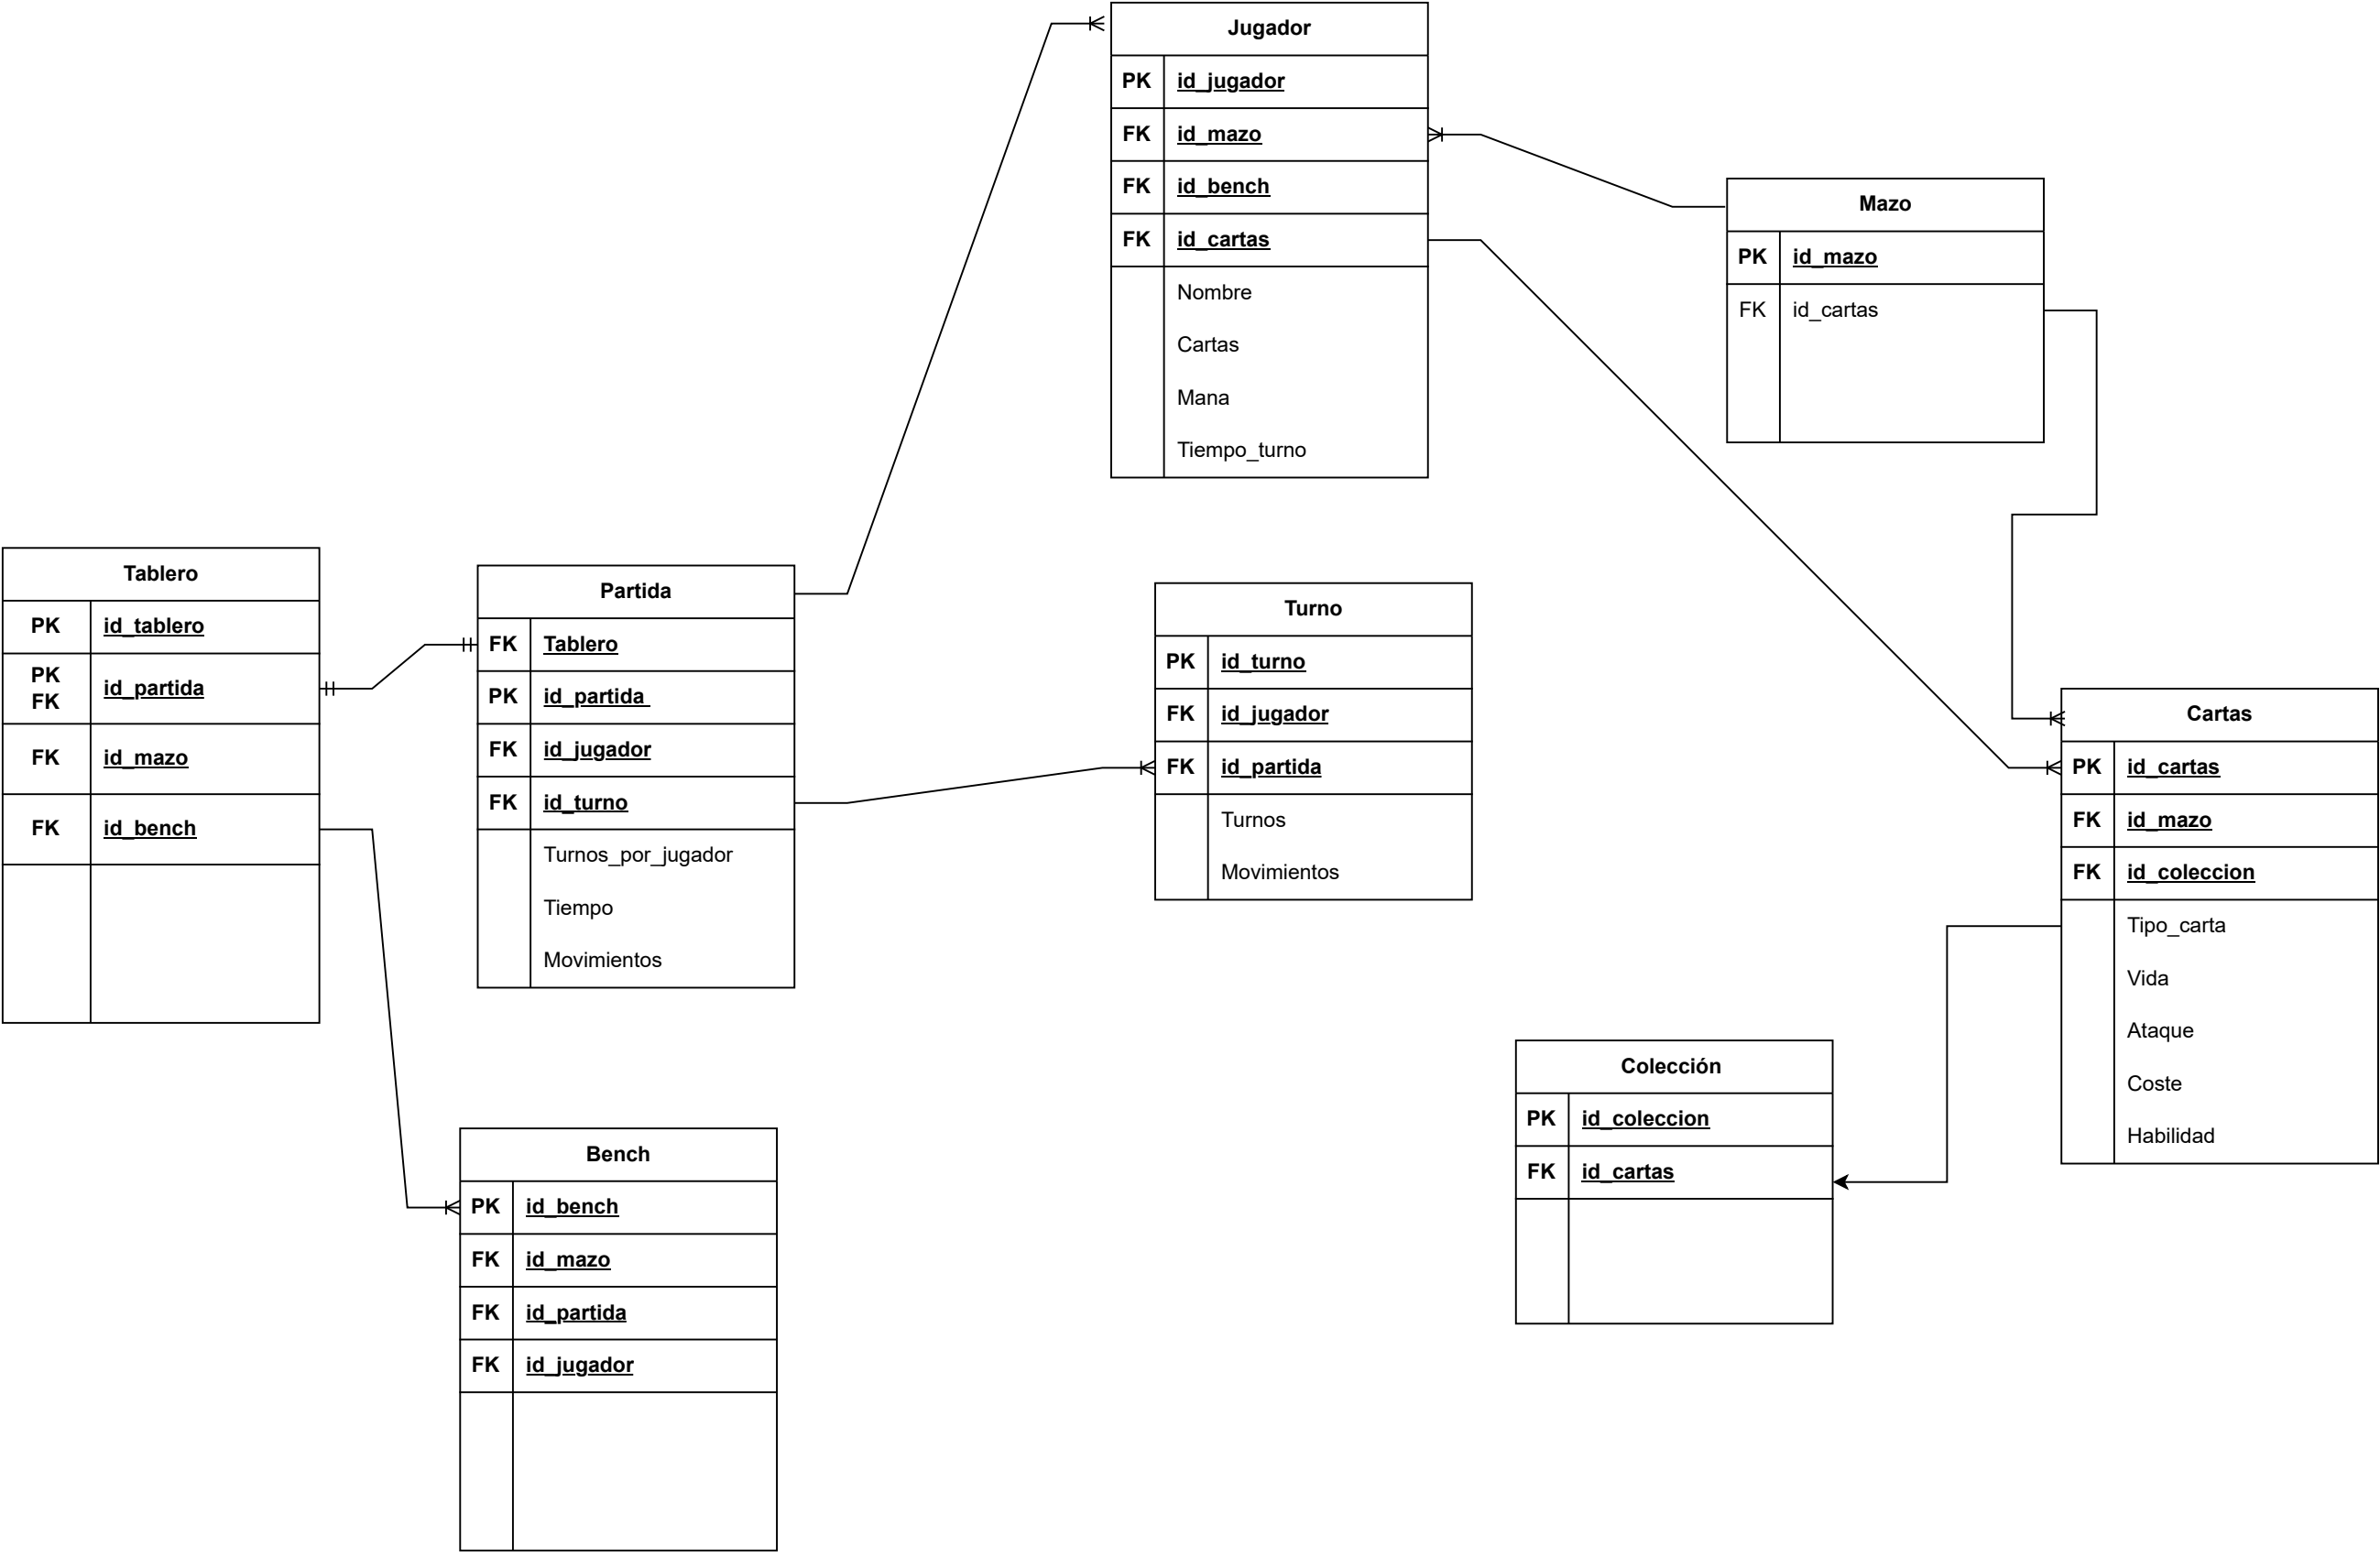 Jugador
PK id_jugador
FK id_mazo
FK id_bench
FK id_cartas
Nombre
Cartas
Mana
Tiempo_turno
Mazo
PK id_mazo
FK id_cartas
Tablero
PK id_tablero
PK
FK id_partida
FK id_mazo
FK id_bench
Partida
FK Tablero
PK id_partida
FK id_jugador
FK id_turno
Turnos_por_jugador
Tiempo
Movimientos
Turno
PK id_turno
FK id_jugador
FK id_partida
Turnos
Movimientos
Cartas
PK id_cartas
FK id_mazo
FK id_coleccion
Tipo_carta
Vida
Ataque
Coste
Habilidad
Colección
PK id_coleccion
FK id_cartas
Bench
PK id_bench
FK id_mazo
FK id_partida
FK id_jugador